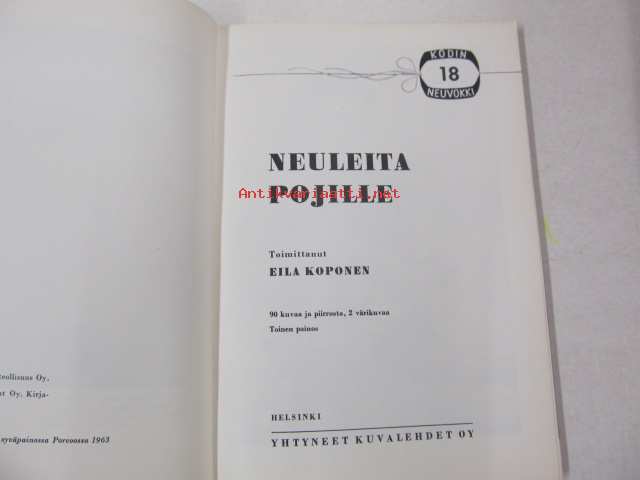 KODIN
18
NEUVOKKI
NEULEITA
POJILLE
Antikvariaatti.net
Toimittanut
EILA KOPONEN
90 kuvaa ja piirrosta, 2 värikuvaa
Toinen painos
HELSINKI
YHTYNEET KUVALEHDET OY
teollisuus Oy,
ut Oy. Kirja-
syväpainossa Porvoossa 1963